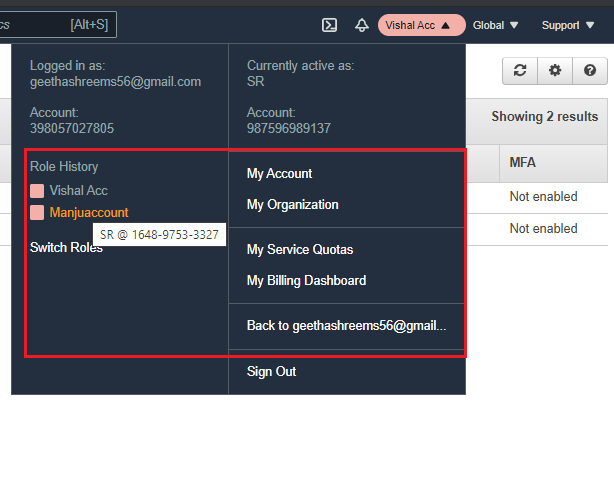 cs [Alt+S] Vishal Acc Global Support
Logged in as:
geethashreems56@gmail.com
Account:
398057027805
Currently active as:
SR
Account:
987596989137
Role History
Vishal Acc
Manjuaccount
SR @ 1648-9753-3327
Switch Roles
My Account
My Organization
My Service Quotas
My Billing Dashboard
Back to geethashreems56@gmail...
Sign Out
Showing 2 results
MFA
Not enabled
Not enabled